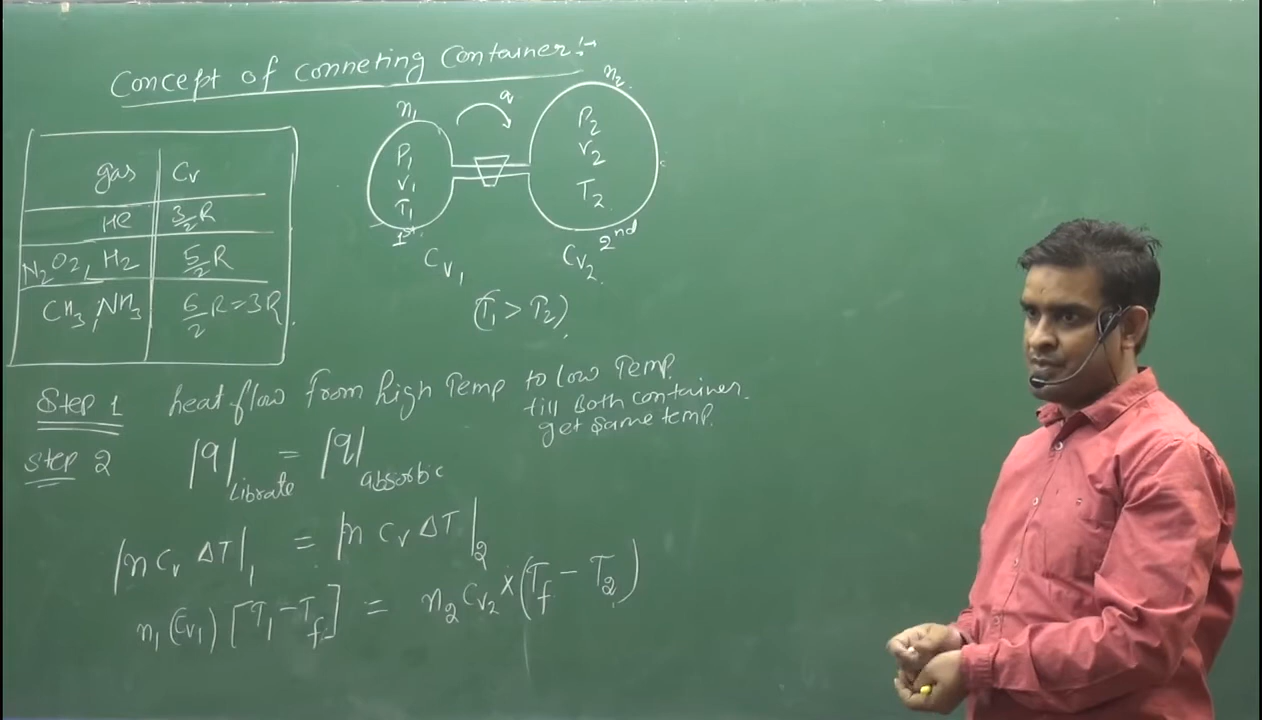 Concept of Conneting Container:→
gas | Cv
He | 3/2 R
N2 O2, H2 | 5/2 R
CH3, NH3 | 6/2 R = 3R
n1
P1
V1
T1
1st
Cv1
q
n2
P2
V2
T2
2nd
Cv2
(T1 > T2)
Step 1 heat flow from high Temp to low Temp.
till Both container
get same temp.
Step 2 |q| librate = |q| absorbic
|n Cv ΔT|1 = |n Cv ΔT|2
n1 (Cv1) [T1 - Tf] = n2 Cv2 × (Tf - T2)